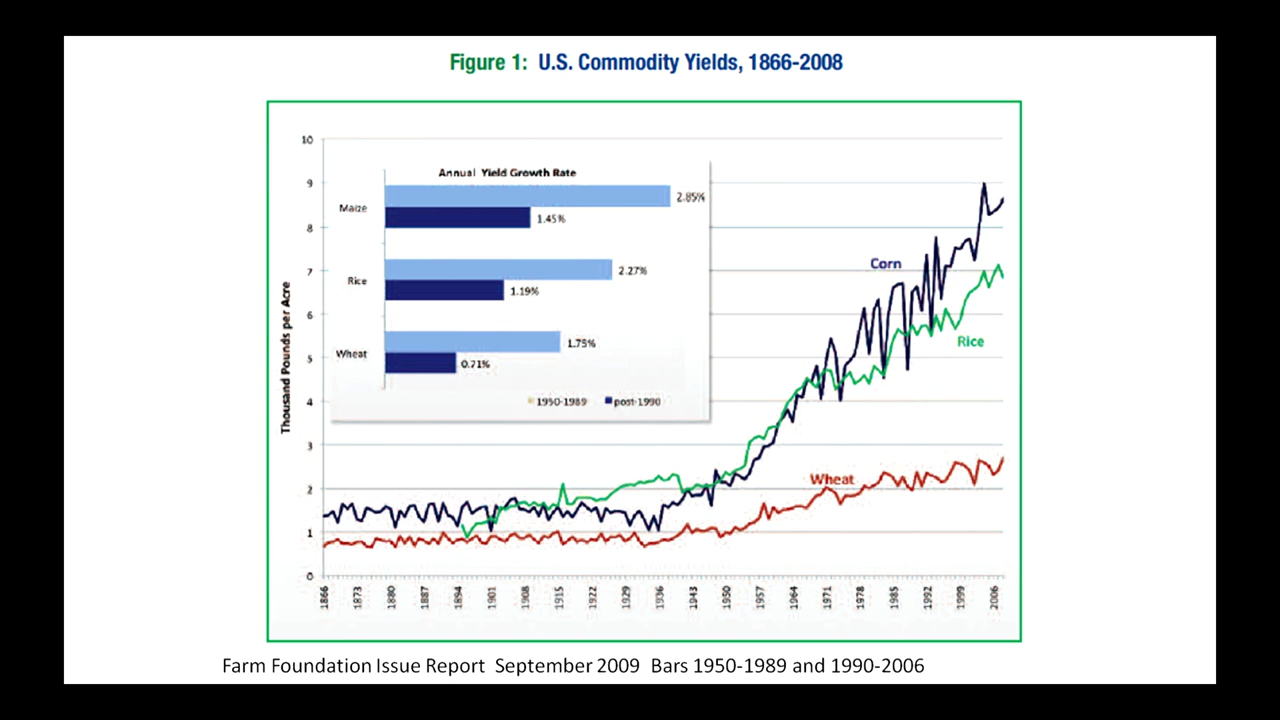 Figure 1: U.S. Commodity Yields, 1866-2008
10
9
8
7
6
5
4
3
2
1
0
Thousand Pounds per Acre
Annual Yield Growth Rate
Maize
2.85%
1.45%
Rice
2.27%
1.19%
Wheat
1.75%
0.71%
1950-1989 post-1990
Corn
Rice
Wheat
1866 1873 1880 1887 1894 1901 1908 1915 1922 1929 1936 1943 1950 1957 1964 1971 1978 1985 1992 1999 2006
Farm Foundation Issue Report September 2009 Bars 1950-1989 and 1990-2006